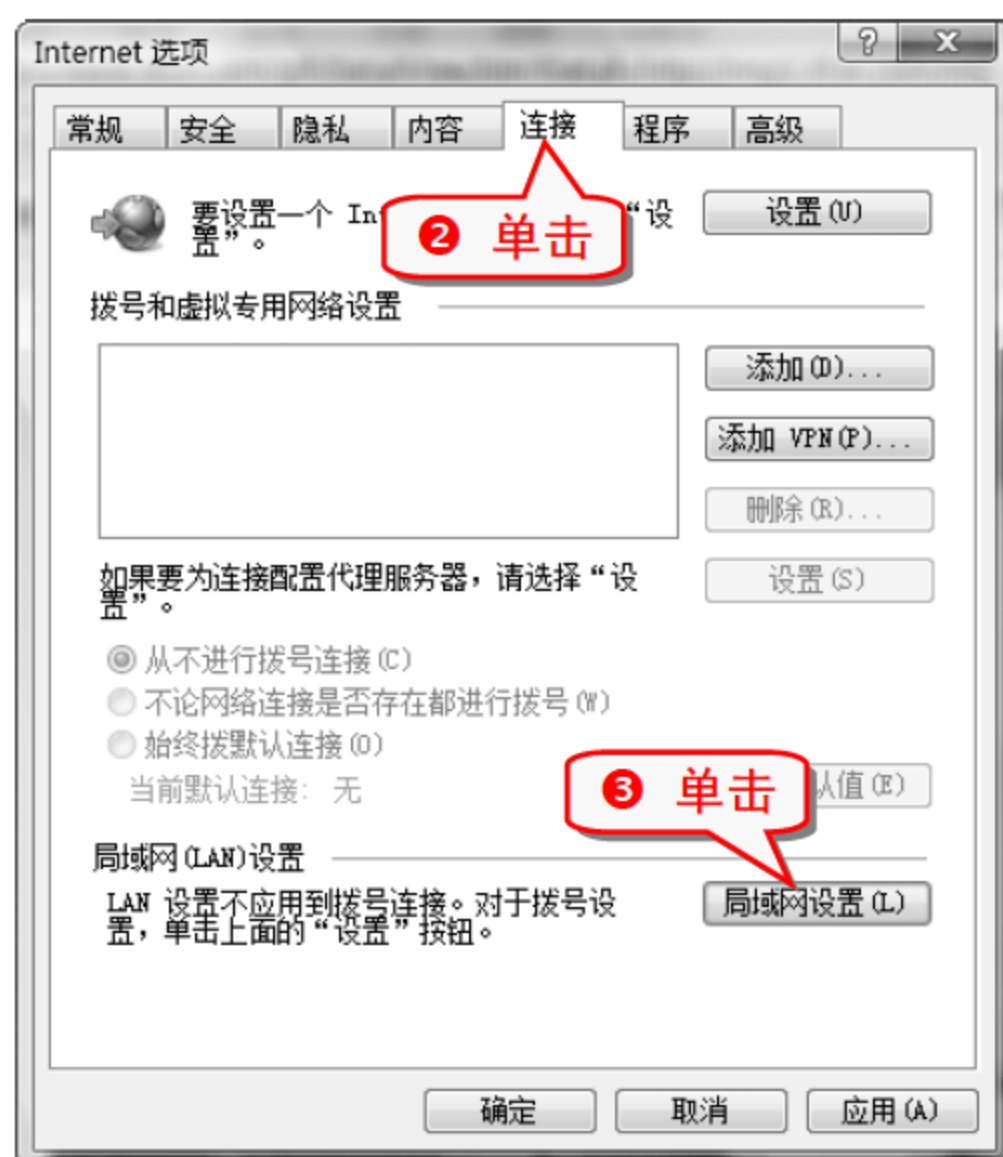 Internet 选项
常规 安全 隐私 内容 连接 程序 高级
要设置一个 In “设 设置(U)
置”。
❷ 单击
拨号和虚拟专用网络设置
添加(D)...
添加 VPN(P)...
删除(R)...
如果要为连接配置代理服务器，请选择“设 设置(S)
置”。
从不进行拨号连接(C)
不论网络连接是否存在都进行拨号(W)
始终拨默认连接(O)
当前默认连接： 无 值(E)
❸ 单击
局域网(LAN)设置
LAN 设置不应用到拨号连接。对于拨号设 局域网设置(L)
置，单击上面的“设置”按钮。
确定 取消 应用(A)